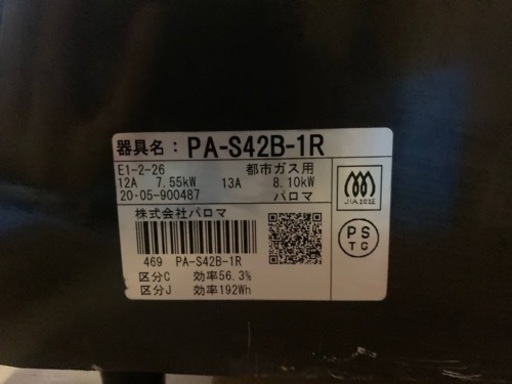 器具名: PA-S42B-1R
E1-2-26 都市ガス用
12A 7.55kW 13A 8.10kW
20·05-900487 パロマ
株式会社パロマ
469 PA-S42B-1R
区分C 効率56.3%
区分J 効率192Wh
PS
TG